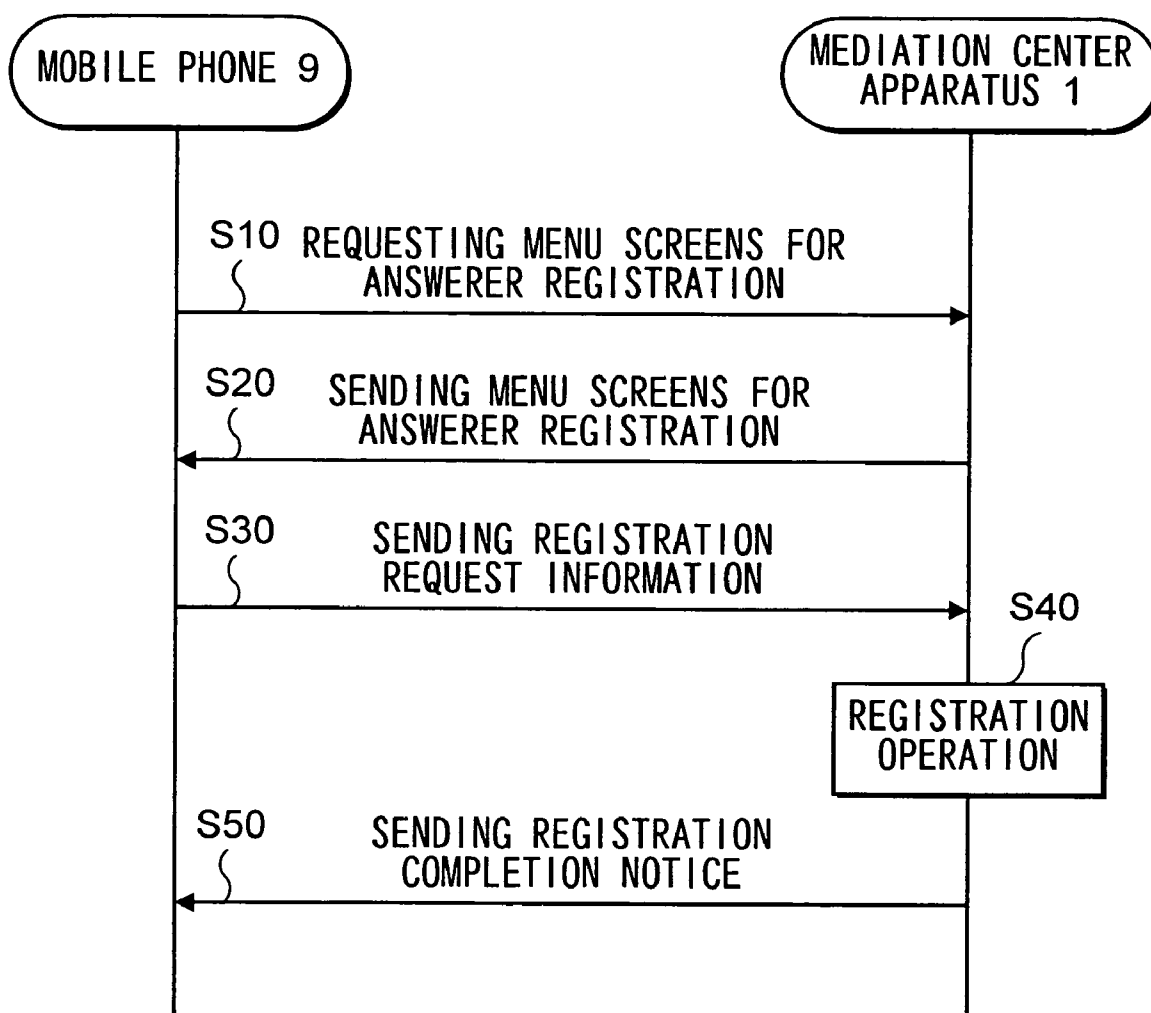 MOBILE PHONE 9
MEDIATION CENTER
APPARATUS 1
S10
REQUESTING MENU SCREENS FOR
ANSWERER REGISTRATION
S20
SENDING MENU SCREENS FOR
ANSWERER REGISTRATION
S30
SENDING REGISTRATION
REQUEST INFORMATION
S40
REGISTRATION
OPERATION
S50
SENDING REGISTRATION
COMPLETION NOTICE